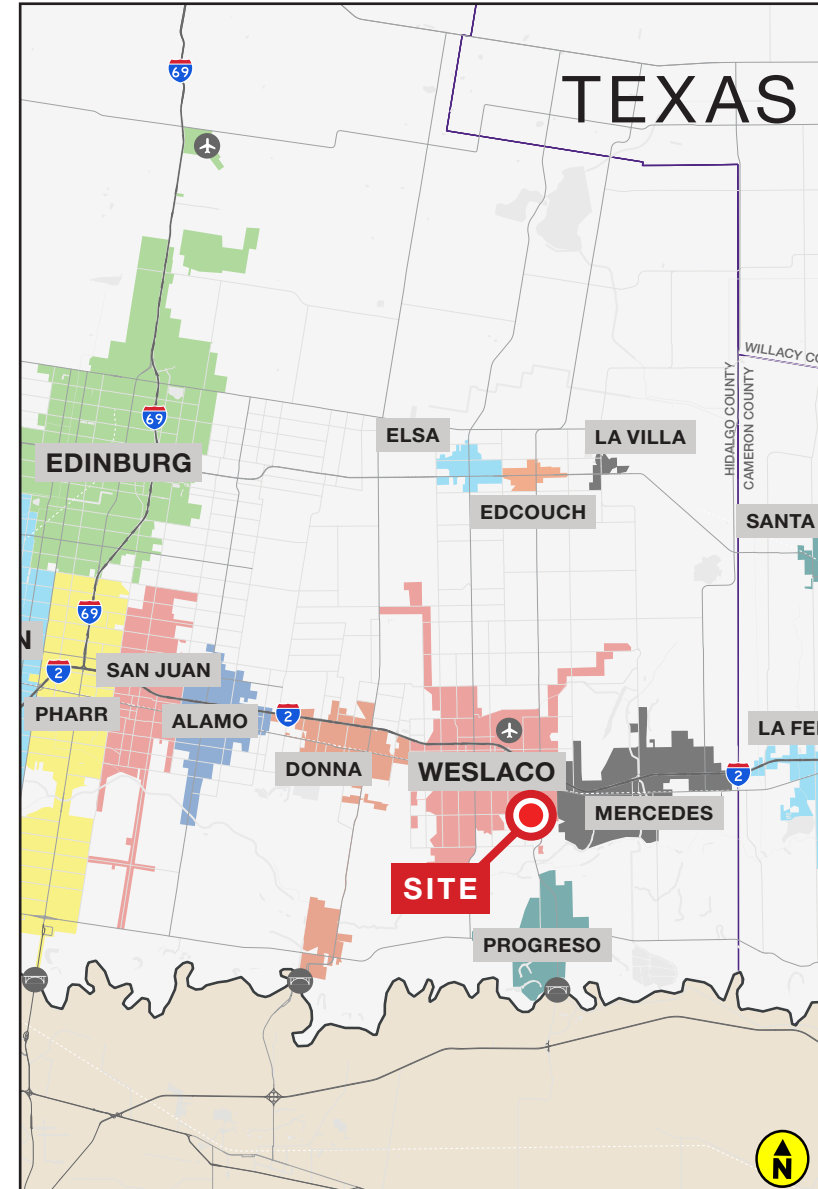 69
TEXAS
WILLACY CO
HIDALGO COUNTY
CAMERON COUNTY
69
ELSA
LA VILLA
EDINBURG
EDCOUCH
SANTA
69
N
2
SAN JUAN
PHARR
ALAMO
2
LA FE
DONNA
WESLACO
2
MERCEDES
SITE
PROGRESO
N